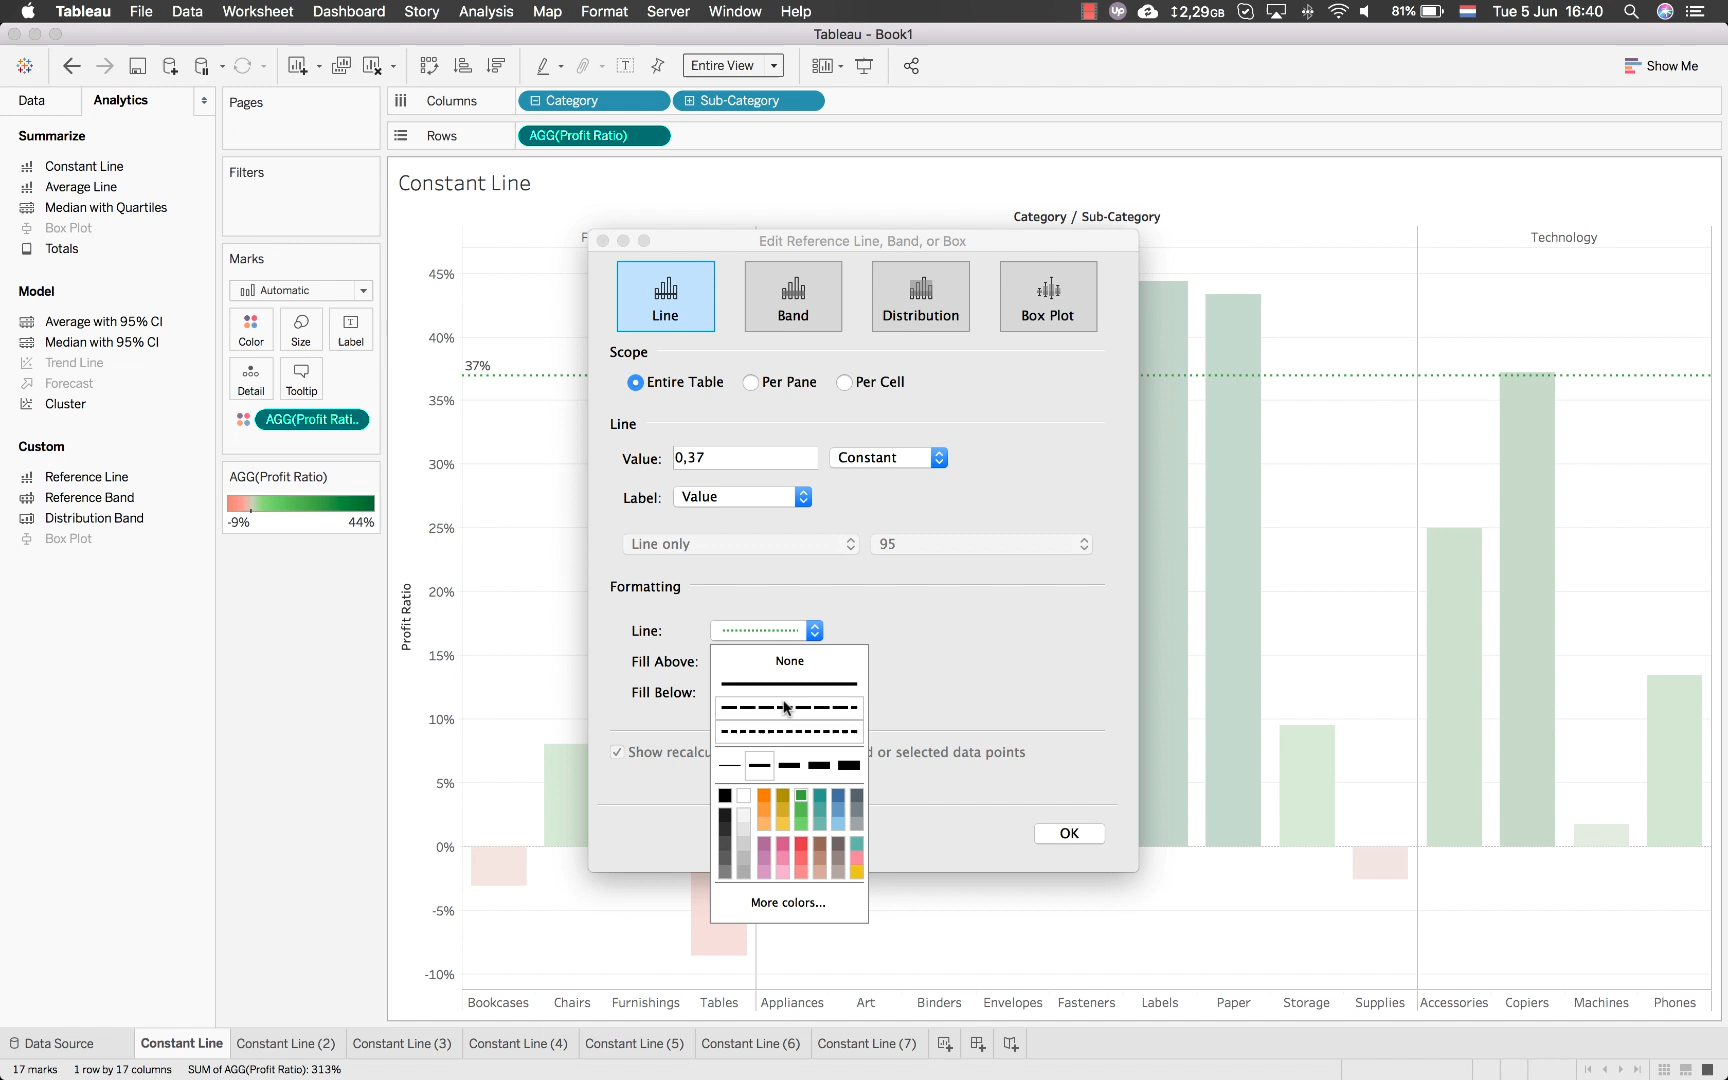 Tableau File Data Worksheet Dashboard Story Analysis Map Format Server Window Help Up 2,29GB 81% Tue 5 Jun 16:40
Tableau - Book1
Entire View Show Me
Data Analytics
Pages
iii Columns Category Sub-Category
Rows AGG(Profit Ratio)
Summarize
Constant Line
Average Line
Median with Quartiles
Box Plot
Totals
Model
Average with 95% CI
Median with 95% CI
Trend Line
Forecast
Cluster
Custom
Reference Line
Reference Band
Distribution Band
Box Plot
Filters
Marks
Automatic
Color Size Label
Detail Tooltip
AGG(Profit Rati..
AGG(Profit Ratio)
-9% 44%
Constant Line
Category / Sub-Category
F Technology
Profit Ratio
45%
40%
37%
35%
30%
25%
20%
15%
10%
5%
0%
-5%
-10%
Edit Reference Line, Band, or Box
Line Band Distribution Box Plot
Scope
Entire Table Per Pane Per Cell
Line
Value: 0,37 Constant
Label: Value
Line only 95
Formatting
Line:
Fill Above:
Fill Below:
None
Show recalcu d or selected data points
More colors...
OK
Bookcases Chairs Furnishings Tables Appliances Art Binders Envelopes Fasteners Labels Paper Storage Supplies Accessories Copiers Machines Phones
Data Source Constant Line Constant Line (2) Constant Line (3) Constant Line (4) Constant Line (5) Constant Line (6) Constant Line (7)
17 marks 1 row by 17 columns SUM of AGG(Profit Ratio): 313%